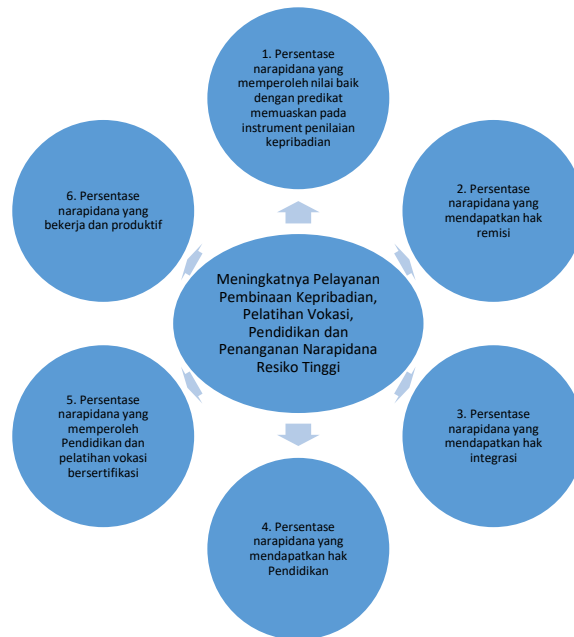 1. Persentase
narapidana yang
memperoleh nilai baik
dengan predikat
memuaskan pada
instrument penilaian
kepribadian
2. Persentase
narapidana yang
mendapatkan hak
remisi
3. Persentase
narapidana yang
mendapatkan hak
integrasi
4. Persentase
narapidana yang
mendapatkan hak
Pendidikan
5. Persentase
narapidana yang
memperoleh
Pendidikan dan
pelatihan vokasi
bersertifikasi
6. Persentase
narapidana yang
bekerja dan produktif
Meningkatnya Pelayanan
Pembinaan Kepribadian,
Pelatihan Vokasi,
Pendidikan dan
Penanganan Narapidana
Resiko Tinggi